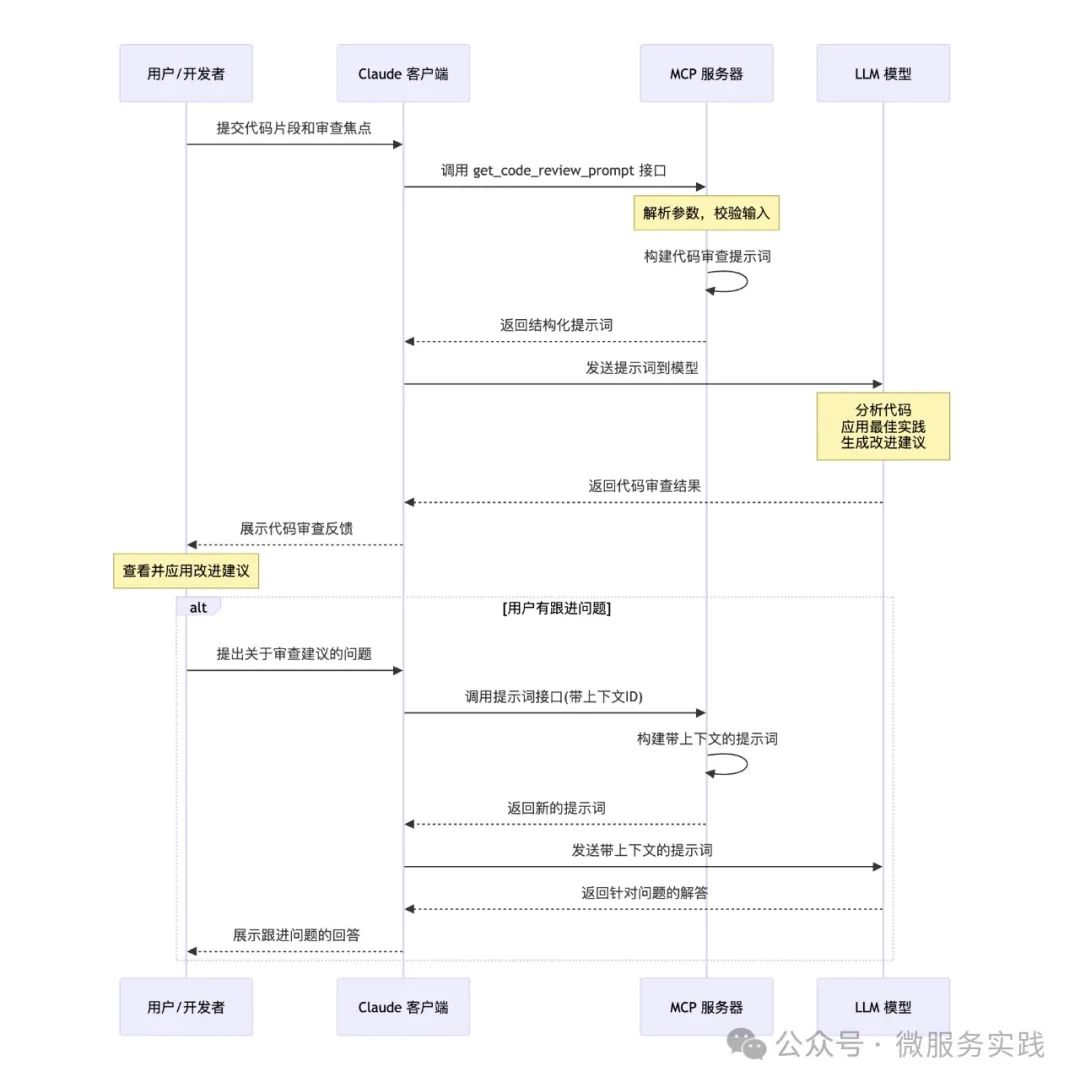 用户/开发者
Claude 客户端
MCP 服务器
LLM 模型
提交代码片段和审查焦点
调用 get_code_review_prompt 接口
解析参数，校验输入
构建代码审查提示词
返回结构化提示词
发送提示词到模型
分析代码
应用最佳实践
生成改进建议
返回代码审查结果
展示代码审查反馈
查看并应用改进建议
alt
[用户有跟进问题]
提出关于审查建议的问题
调用提示词接口(带上下文ID)
构建带上下文的提示词
返回新的提示词
发送带上下文的提示词
返回针对问题的解答
展示跟进问题的回答
用户/开发者
Claude 客户端
MCP 服务器
LLM 模型
公众号 · 微服务实践